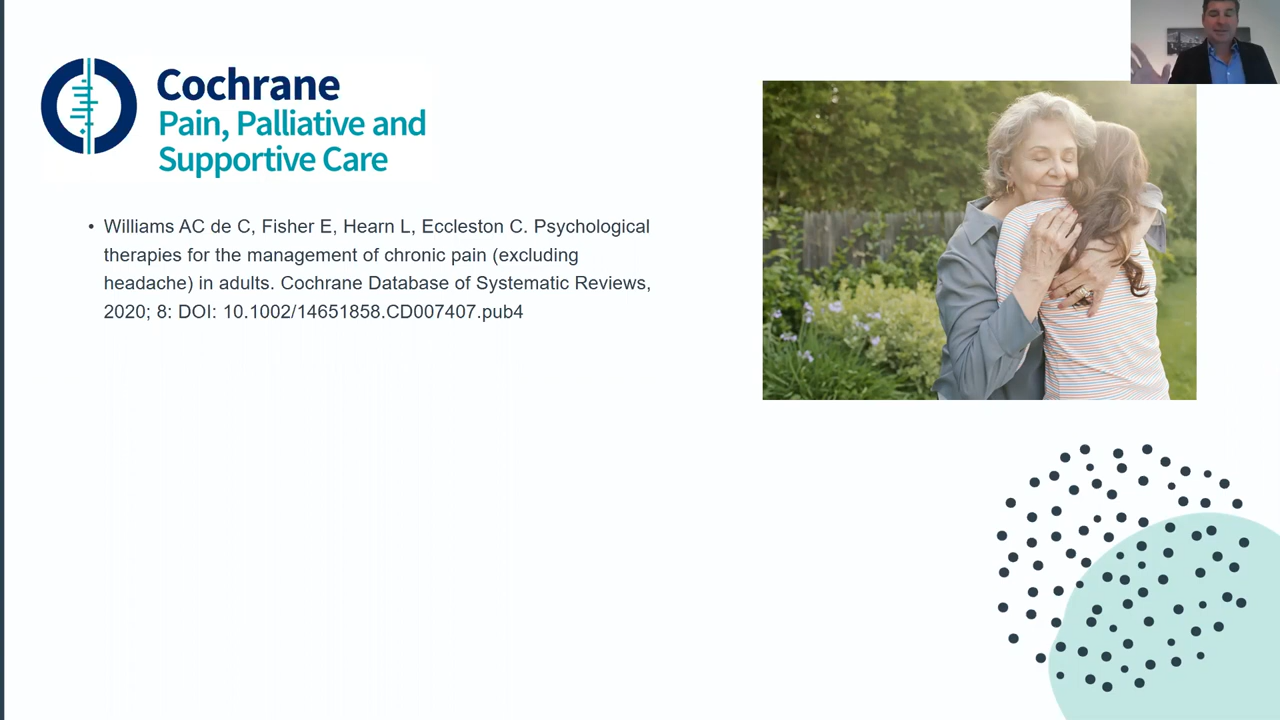 Cochrane
Pain, Palliative and
Supportive Care
• Williams AC de C, Fisher E, Hearn L, Eccleston C. Psychological
therapies for the management of chronic pain (excluding
headache) in adults. Cochrane Database of Systematic Reviews,
2020; 8: DOI: 10.1002/14651858.CD007407.pub4